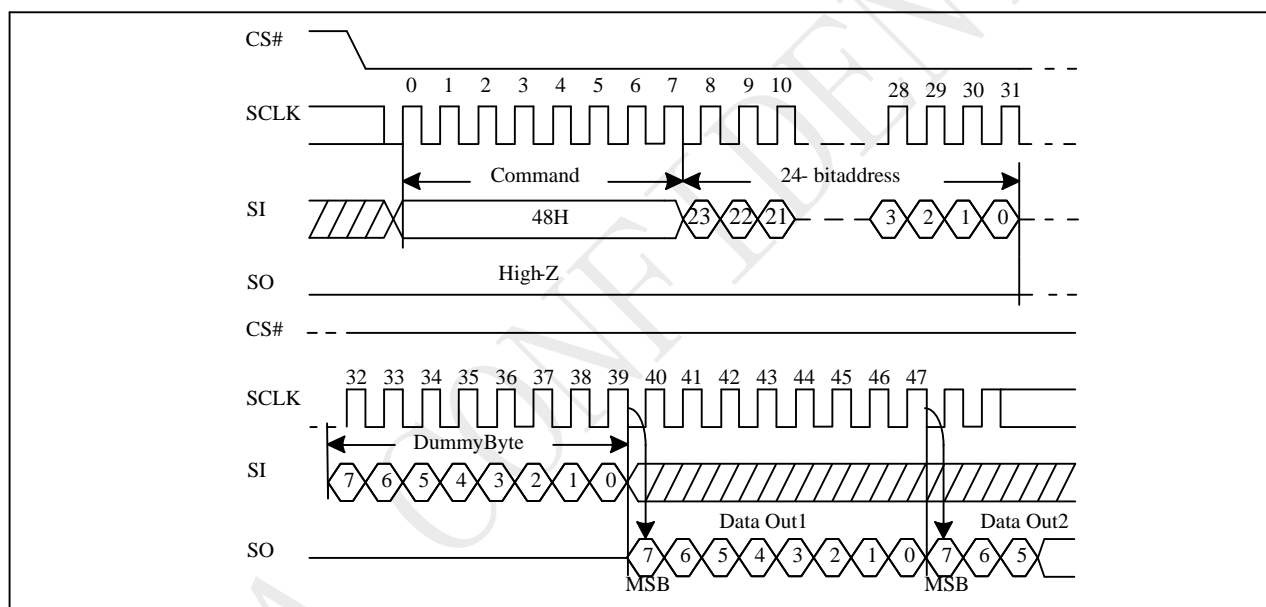 CS#
0 1 2 3 4 5 6 7 8 9 10 28 29 30 31
SCLK
Command 24- bitaddress
SI 48H 23 22 21 3 2 1 0
High-Z
SO
CS#
32 33 34 35 36 37 38 39 40 41 42 43 44 45 46 47
SCLK
DummyByte
SI 7 6 5 4 3 2 1 0
Data Out1 Data Out2
SO 7 6 5 4 3 2 1 0 7 6 5
MSB MSB